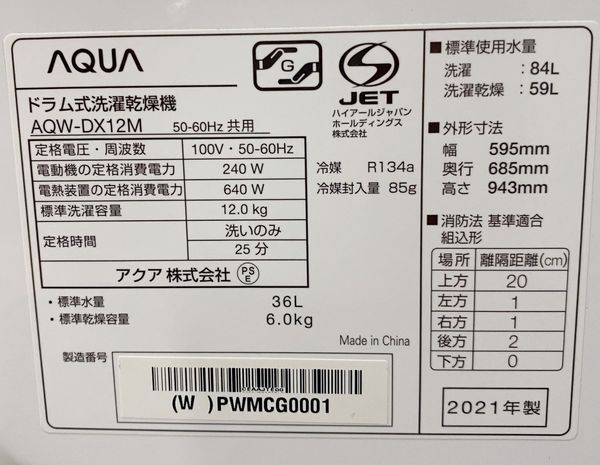 AQUA
G
S
JET
ハイアールジャパン
ホールディングス
株式会社
ドラム式洗濯乾燥機
AQW-DX12M 50-60Hz 共用
定格電圧・周波数 100V・50-60Hz
電動機の定格消費電力 240 W
電熱装置の定格消費電力 640 W
標準洗濯容量 12.0 kg
定格時間 洗いのみ
25 分
アクア 株式会社 PS E
冷媒 R134a
冷媒封入量 85g
・標準水量 36L
・標準乾燥容量 6.0kg
Made in China
製造番号
CEAAJTE00
(W )PWMCG0001
■標準使用水量
洗濯 :84L
洗濯乾燥:59L
■外形寸法
幅 595mm
奥行 685mm
高さ 943mm
■消防法 基準適合
組込形
場所 離隔距離(cm)
上方 20
左方 1
右方 1
後方 2
下方 0
2021年製